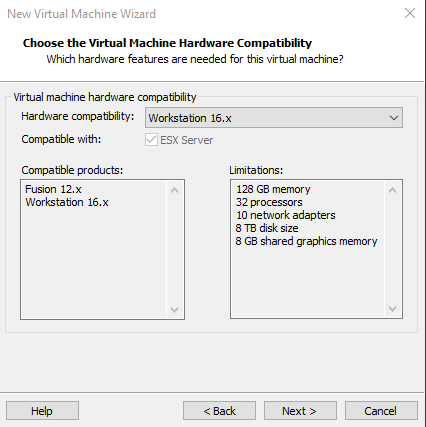 New Virtual Machine Wizard
Choose the Virtual Machine Hardware Compatibility
Which hardware features are needed for this virtual machine?
Virtual machine hardware compatibility
Hardware compatibility:
Workstation 16.x
Compatible with:
ESX Server
Compatible products:
Fusion 12.x
Workstation 16.x
Limitations:
128 GB memory
32 processors
10 network adapters
8 TB disk size
8 GB shared graphics memory
Help
< Back
Next >
Cancel